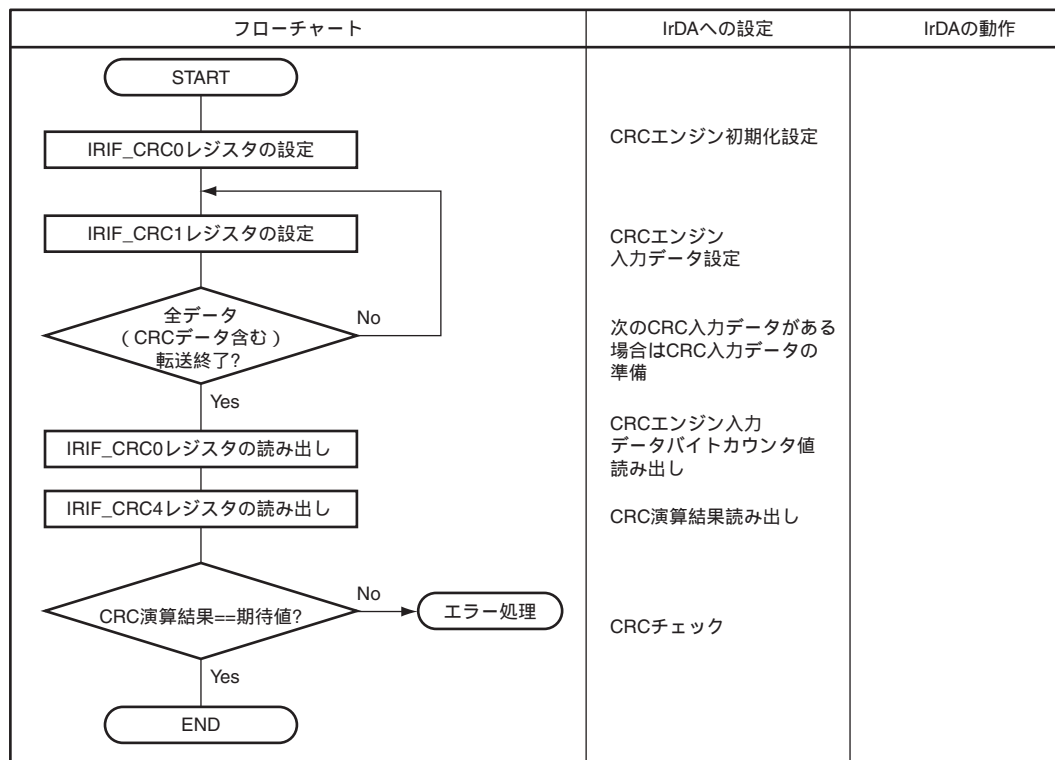 フローチャート
IrDAへの設定
IrDAの動作
START
IRIF_CRC0レジスタの設定
CRCエンジン初期化設定
IRIF_CRC1レジスタの設定
CRCエンジン
入力データ設定
全データ
(CRCデータ含む)
転送終了?
No
次のCRC入力データがある
場合はCRC入力データの
準備
Yes
IRIF_CRC0レジスタの読み出し
CRCエンジン入力
データバイトカウンタ値
読み出し
IRIF_CRC4レジスタの読み出し
CRC演算結果読み出し
CRC演算結果==期待値?
No
エラー処理
CRCチェック
Yes
END